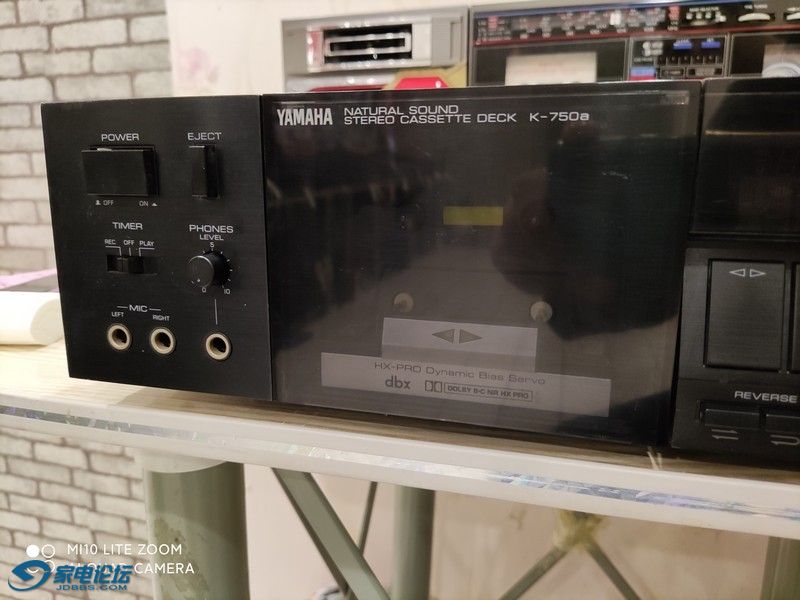 YAMAHA
NATURAL SOUND
STEREO CASSETTE DECK K-750a
POWER
EJECT
OFF
ON
TIMER
REC OFF PLAY
PHONES
LEVEL
5
0 10
MIC
LEFT
RIGHT
HX-PRO Dynamic Bias Servo
dbx
DOLBY B-C NR HX PRO
REVERSE
MI10 LITE ZOOM
CAMERA
家电论坛
JDBBS.COM